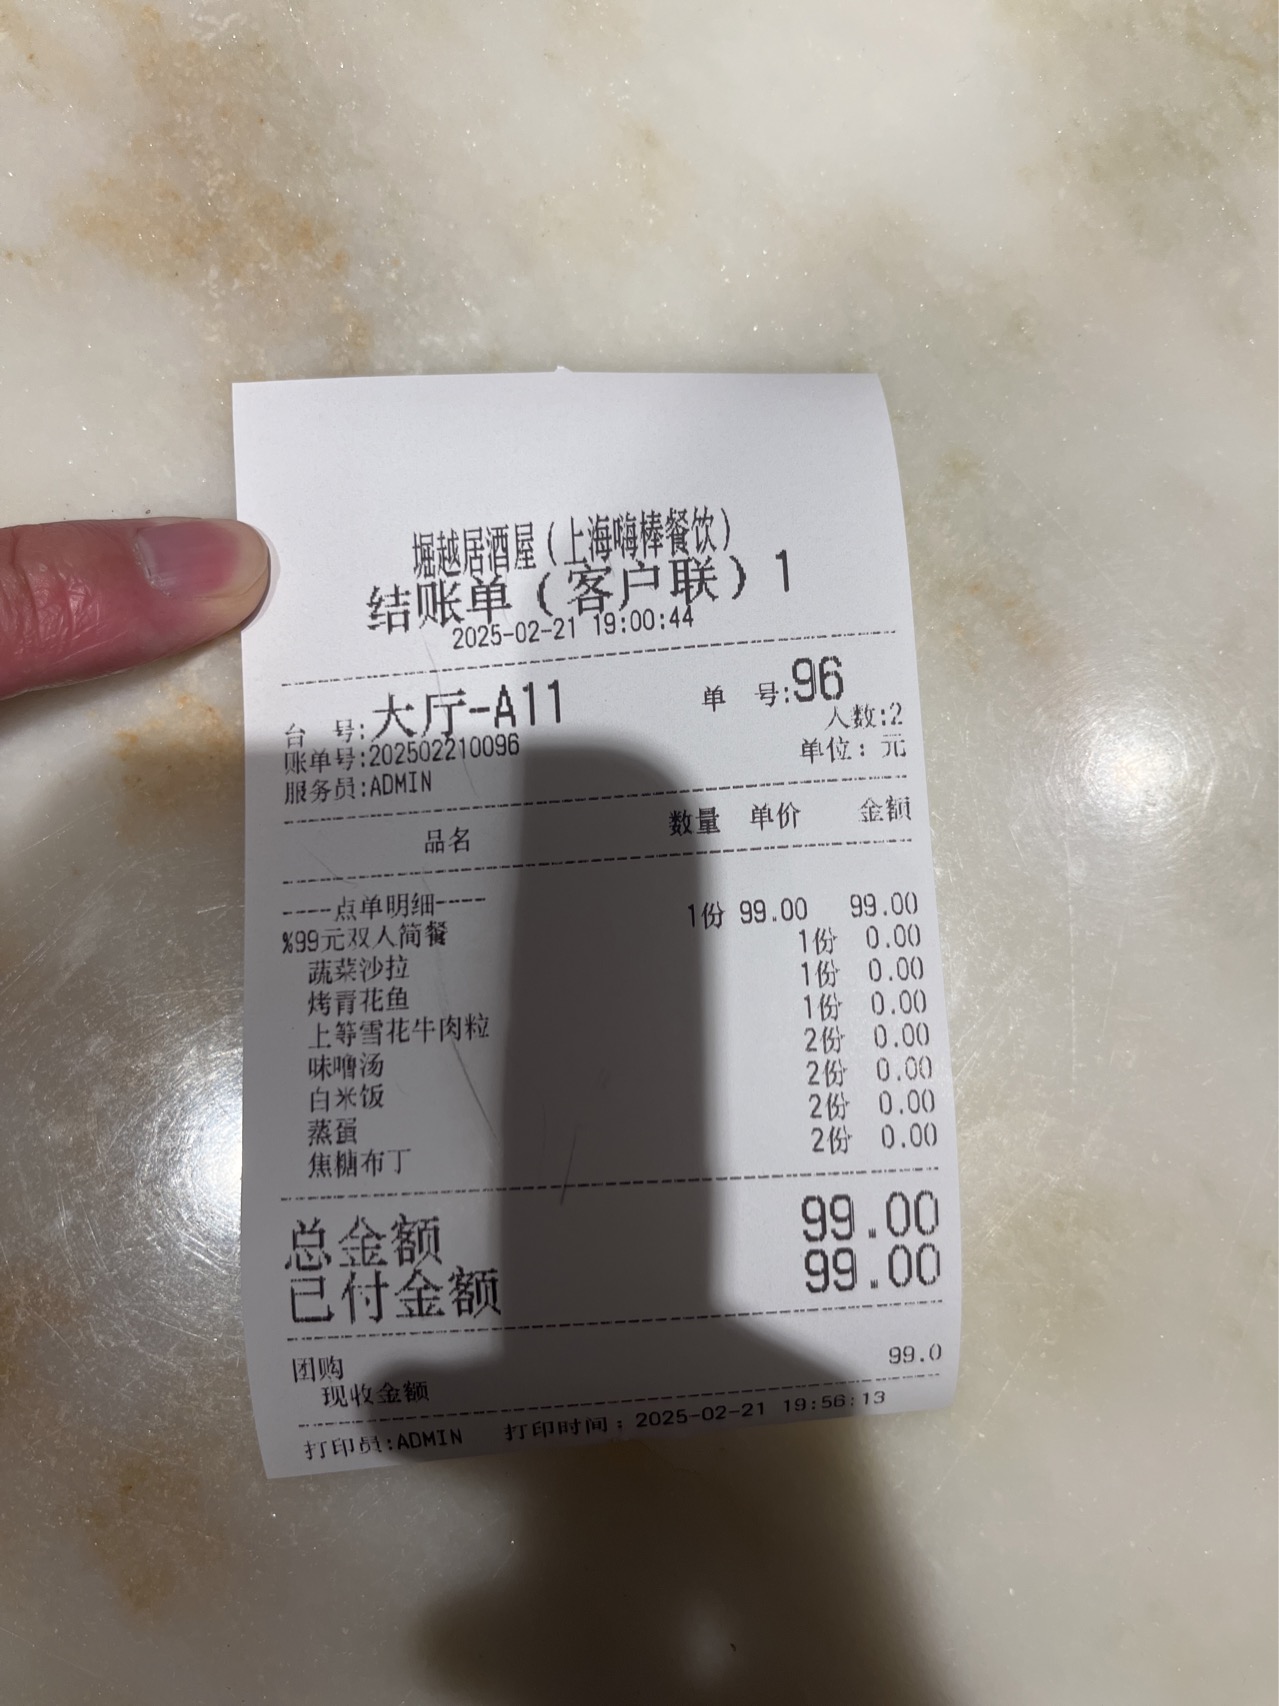 堀越居酒屋（上海嗨棒餐饮）
结账单（客户联）1
2025-02-21 19:00:44
台 号:大厅-A11 单 号:96
人数:2
账单号:202502210096 单位：元
服务员:ADMIN
品名 数量 单价 金额
----点单明细----
%99元双人简餐 1份 99.00 99.00
蔬菜沙拉 1份 0.00
烤青花鱼 1份 0.00
上等雪花牛肉粒 1份 0.00
味噜汤 2份 0.00
白米饭 2份 0.00
蒸蛋 2份 0.00
焦糖布丁 2份 0.00
总金额 99.00
已付金额 99.00
团购 99.0
现收金额
打印员:ADMIN 打印时间：2025-02-21 19:56:13